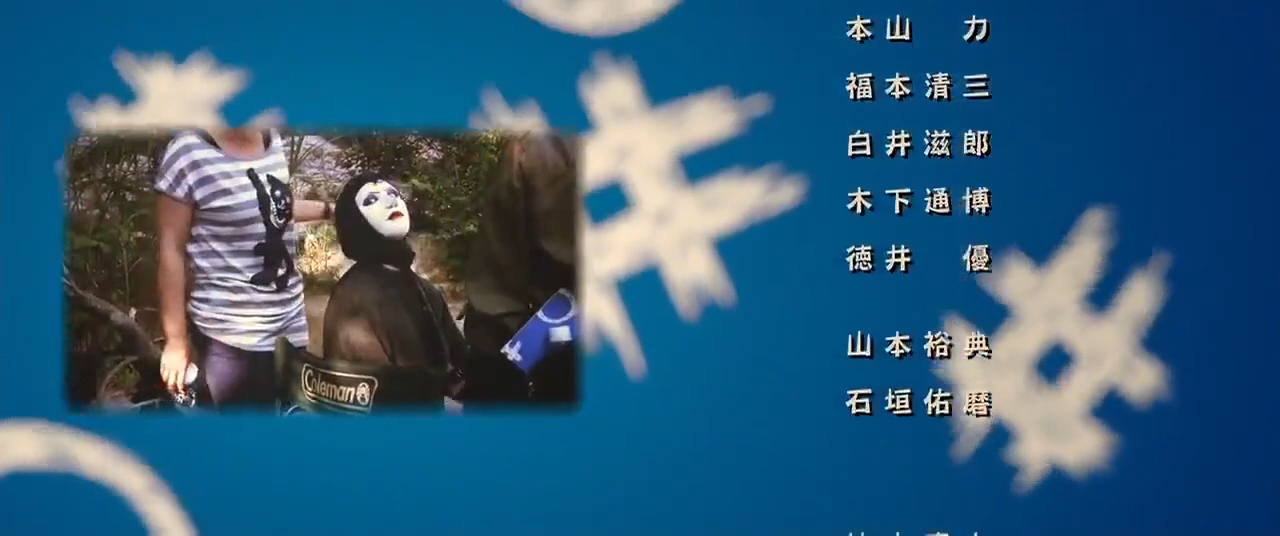 本山　力
福本清三
白井滋郎
木下通博
徳井　優
山本裕典
石垣佑磨
Coleman